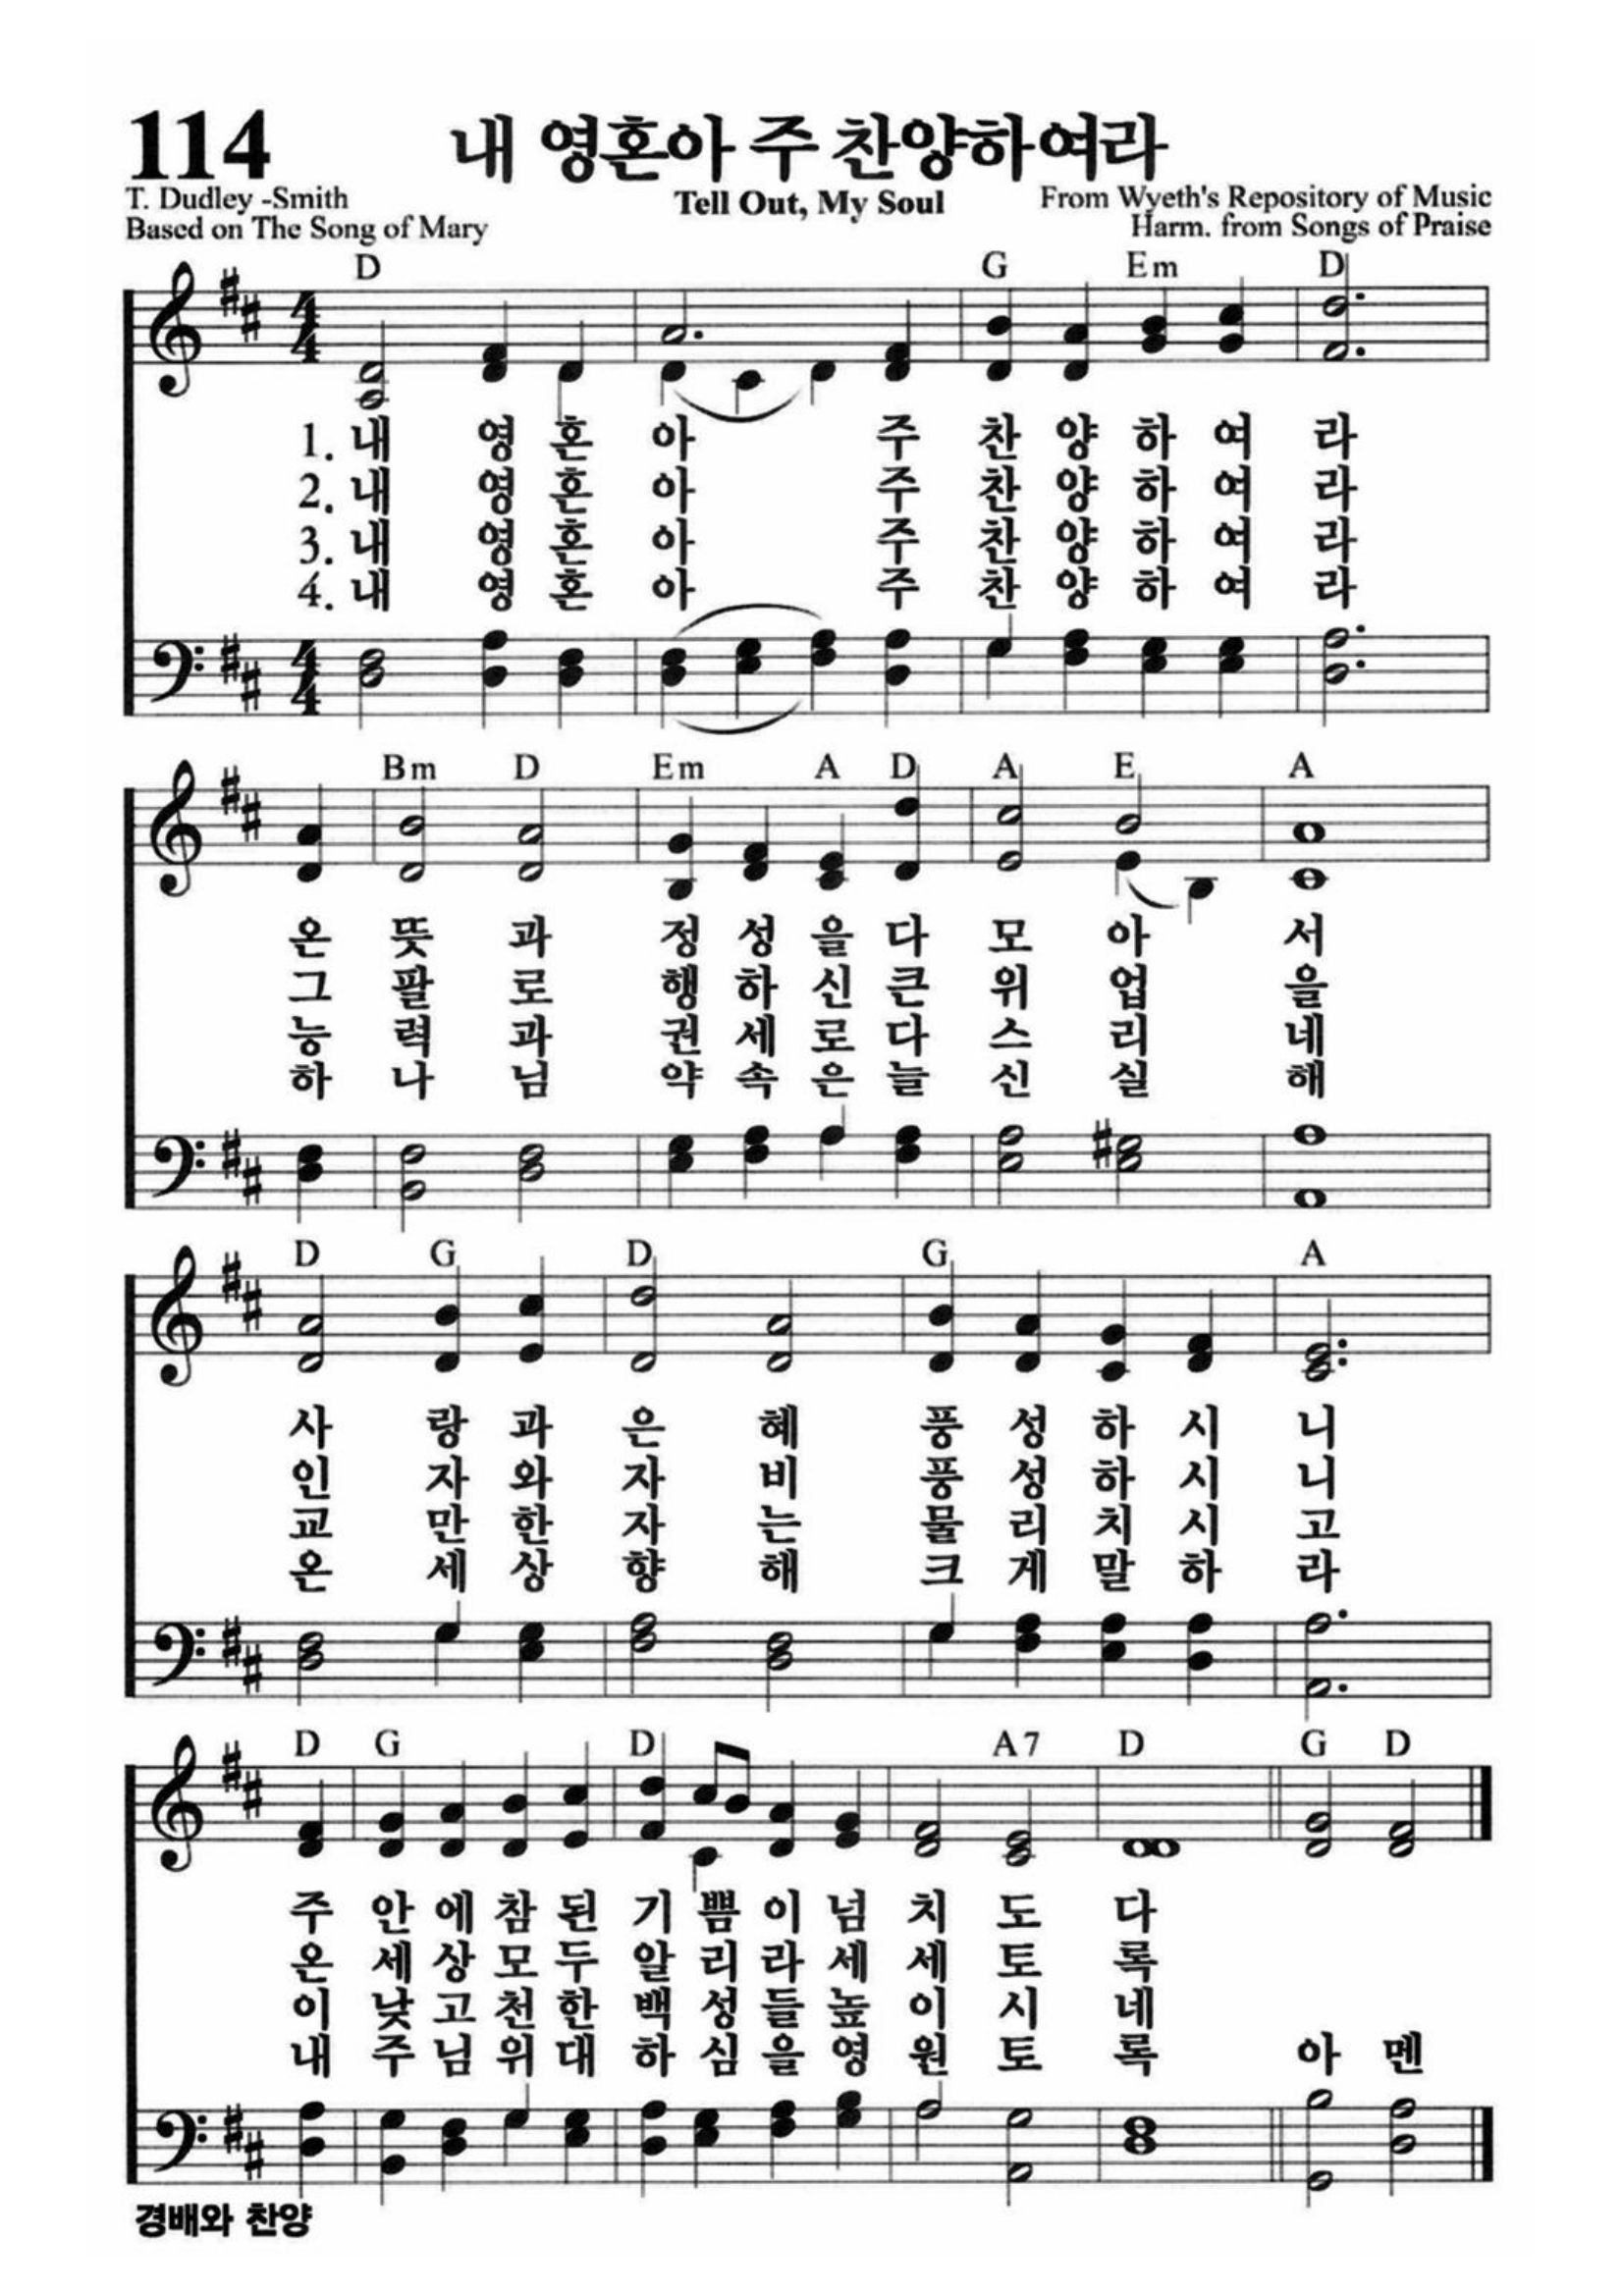 114
내 영혼아 주 찬양하여라
T. Dudley -Smith
Tell Out, My Soul
From Wyeth's Repository of Music
Based on The Song of Mary
Harm. from Songs of Praise
D G Em D
4 4
1. 내 영 혼 아 주 찬 양 하 여 라
2. 내 영 혼 아 주 찬 양 하 여 라
3. 내 영 혼 아 주 찬 양 하 여 라
4. 내 영 혼 아 주 찬 양 하 여 라
4 4
Bm D Em A D A E A
온 뜻 과 정 성 을 다 모 아 서
그 팔 로 행 하 신 큰 위 업 을
능 력 과 권 세 로 다 스 리 네
하 나 님 약 속 은 늘 신 실 해
D G D G A
사 랑 과 은 혜 풍 성 하 시 니
인 자 와 자 비 풍 성 하 시 니
교 만 한 자 는 물 리 치 시 고
온 세 상 향 해 크 게 말 하 라
D G D A7 D G D
주 안 에 참 된 기 쁨 이 넘 치 도 다
온 세 상 모 두 알 리 라 세 세 토 록
이 낮 고 천 한 백 성 들 높 이 시 네
내 주 님 위 대 하 심 을 영 원 토 록 아 멘
경배와 찬양